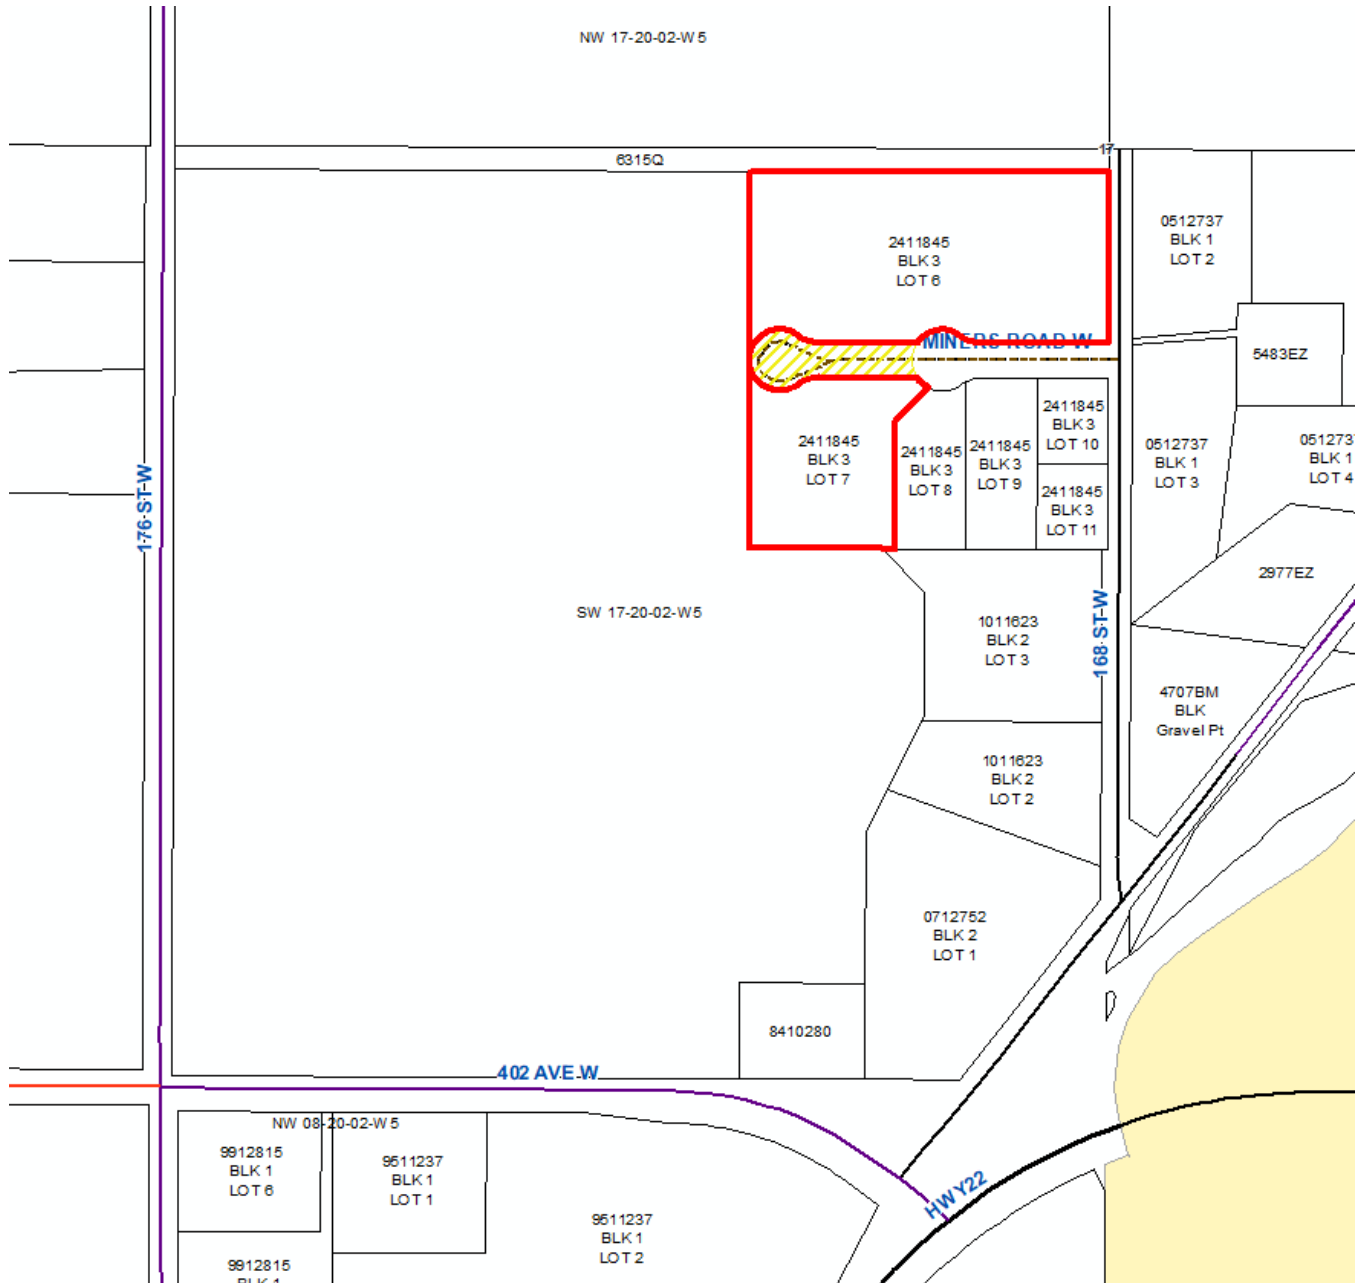 NW 17-20-02-W5
6315Q
17
2411845
BLK 3
LOT 6
0512737
BLK 1
LOT 2
MINERS ROAD W
5483EZ
2411845
BLK 3
LOT 7
2411845
BLK 3
LOT 8
2411845
BLK 3
LOT 9
2411845
BLK 3
LOT 10
2411845
BLK 3
LOT 11
0512737
BLK 1
LOT 3
051273
BLK 1
LOT 4
176 ST W
2977EZ
SW 17-20-02-W5
1011623
BLK 2
LOT 3
168 ST W
4707BM
BLK
Gravel Pt
1011623
BLK 2
LOT 2
0712752
BLK 2
LOT 1
8410280
402 AVE W
NW 08-20-02-W5
9912815
BLK 1
LOT 6
9511237
BLK 1
LOT 1
HWY22
9511237
BLK 1
LOT 2
9912815
BLK 1